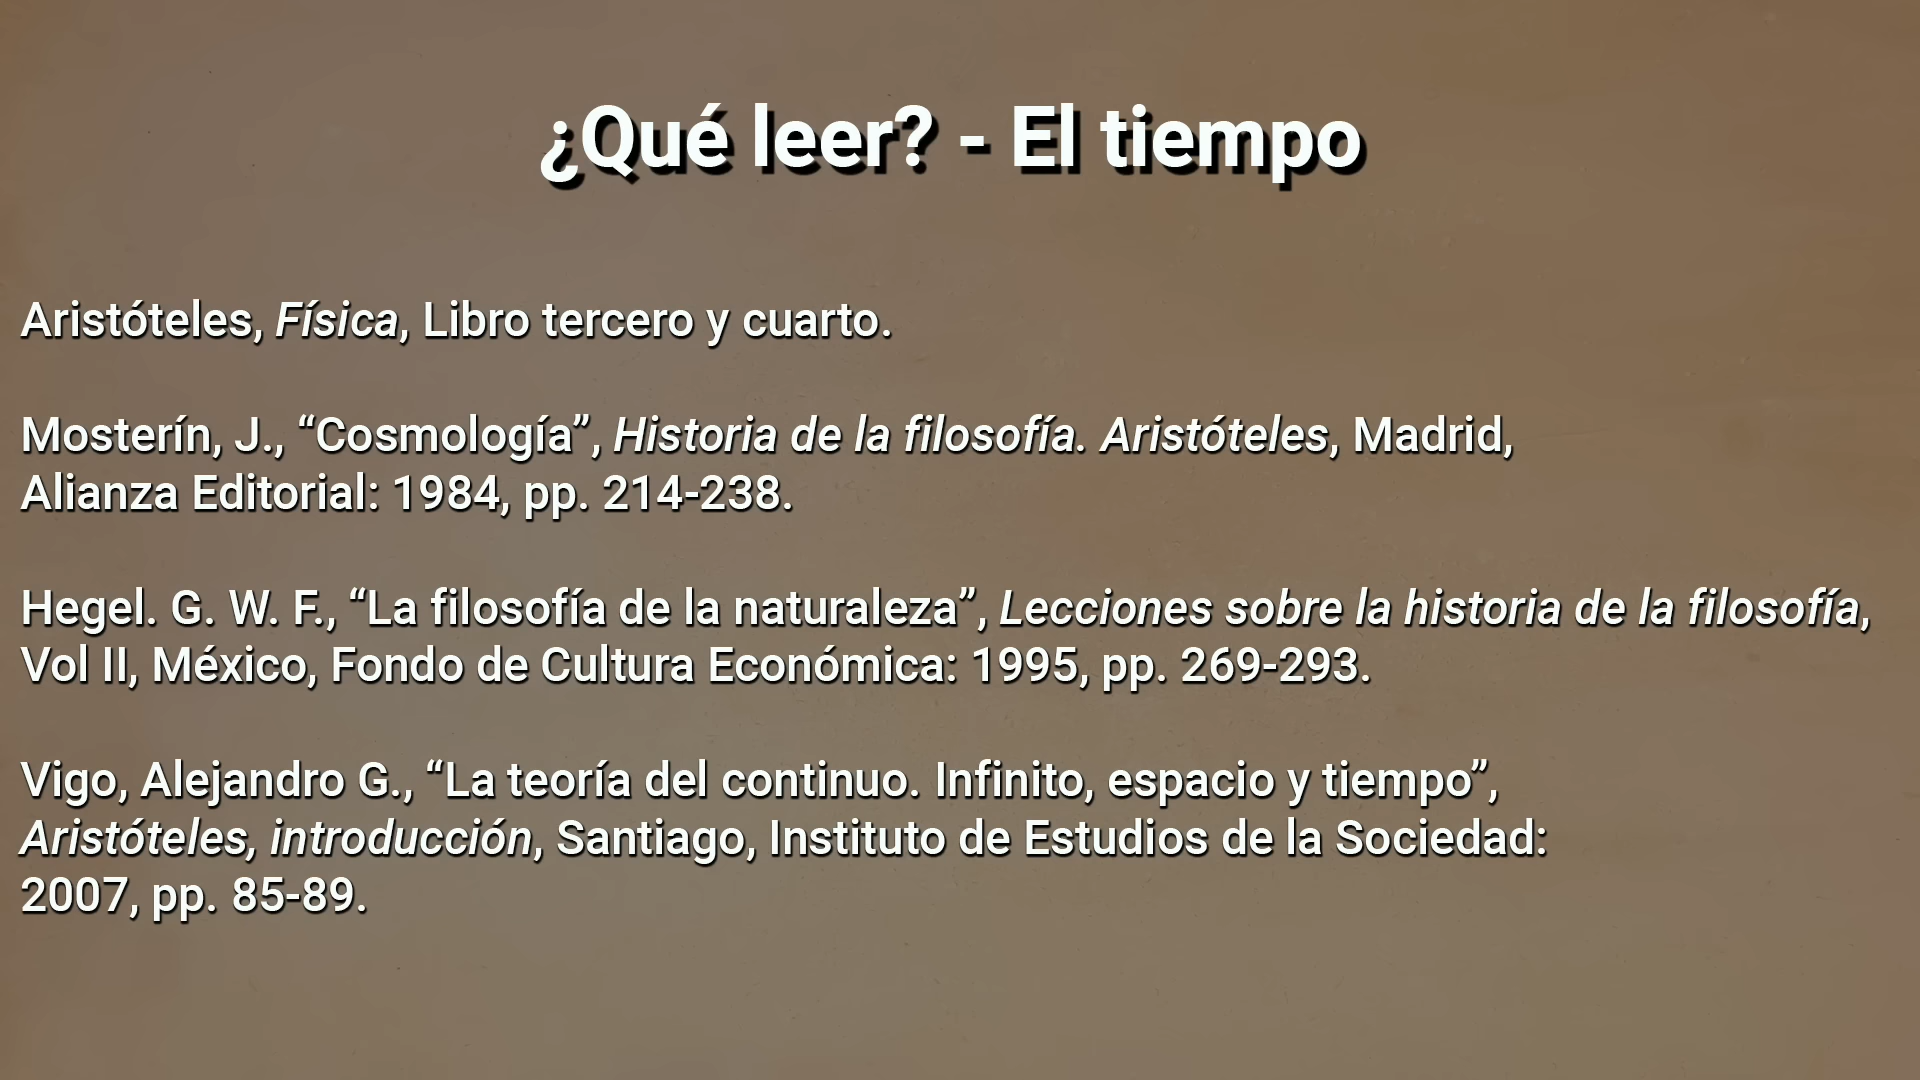 ¿Qué leer? - El tiempo
Aristóteles, Física, Libro tercero y cuarto.
Mosterín, J., “Cosmología”, Historia de la filosofía. Aristóteles, Madrid,
Alianza Editorial: 1984, pp. 214-238.
Hegel. G. W. F., “La filosofía de la naturaleza”, Lecciones sobre la historia de la filosofía,
Vol II, México, Fondo de Cultura Económica: 1995, pp. 269-293.
Vigo, Alejandro G., “La teoría del continuo. Infinito, espacio y tiempo”,
Aristóteles, introducción, Santiago, Instituto de Estudios de la Sociedad:
2007, pp. 85-89.